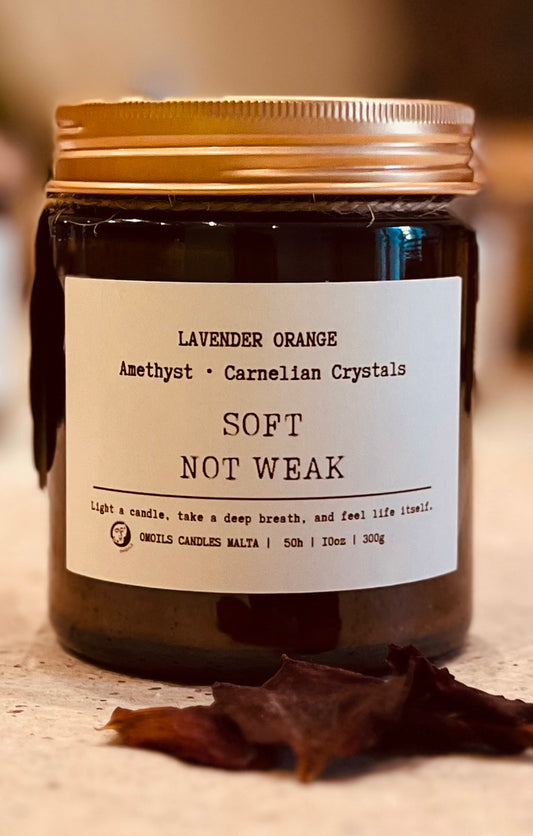 LAVENDER ORANGE
Amethyst · Carnelian Crystals
SOFT
NOT WEAK
Light a candle, take a deep breath, and feel life itself.
OMOILS CANDLES MALTA | 50h | IOoz | 300g